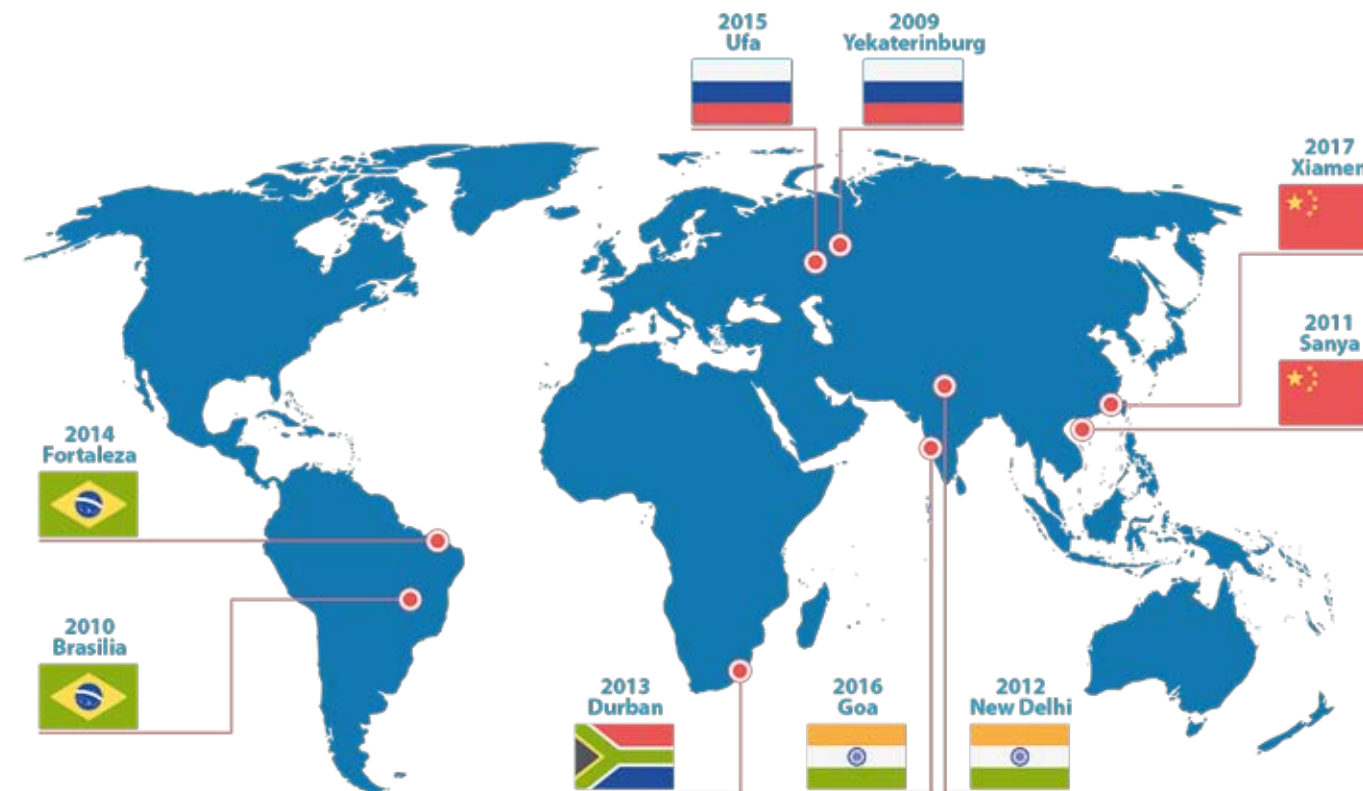 2015
Ufa
2009
Yekaterinburg
2017
Xiamen
2011
Sanya
2014
Fortaleza
2010
Brasilia
2013
Durban
2016
Goa
2012
New Delhi